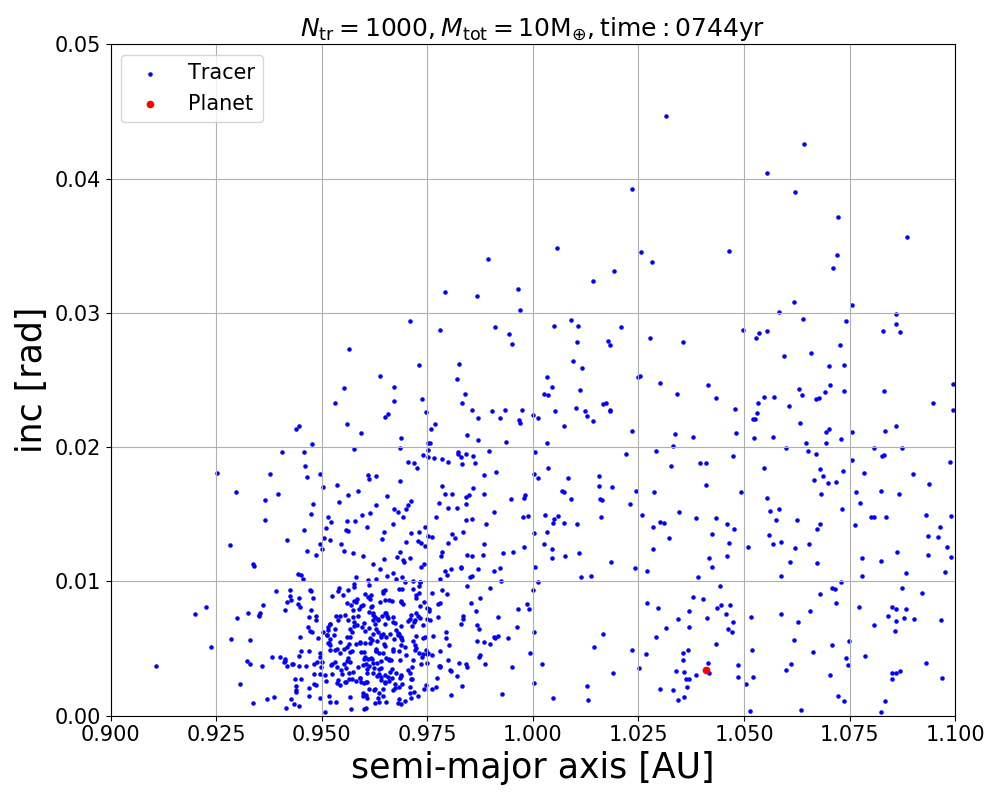 N_tr = 1000, M_tot = 10M_⊕, time : 0744yr
Tracer
Planet
0.05
0.04
0.03
0.02
0.01
0.00
inc [rad]
0.900 0.925 0.950 0.975 1.000 1.025 1.050 1.075 1.100
semi-major axis [AU]